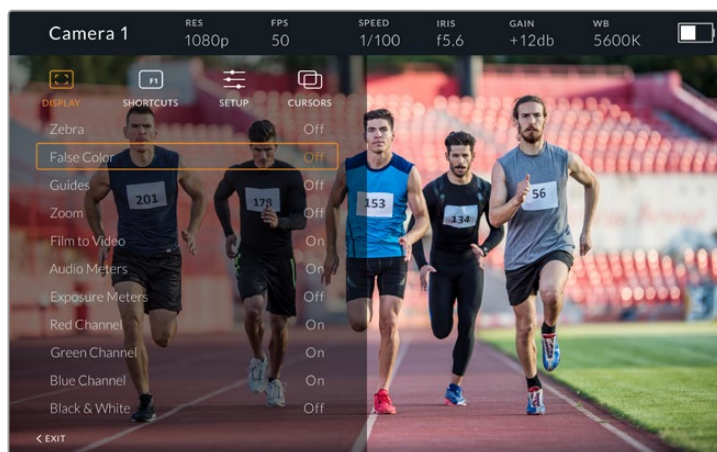 Camera 1
RES
1080p
FPS
50
SPEED
1/100
IRIS
f5.6
GAIN
+12db
WB
5600K
F1
DISPLAY SHORTCUTS SETUP CURSORS
Zebra Off
False Color Off
Guides Off
Zoom Off
Film to Video On
Audio Meters On
Exposure Meters Off
Red Channel On
Green Channel On
Blue Channel On
Black & White Off
< EXIT
201
178
153
134
56